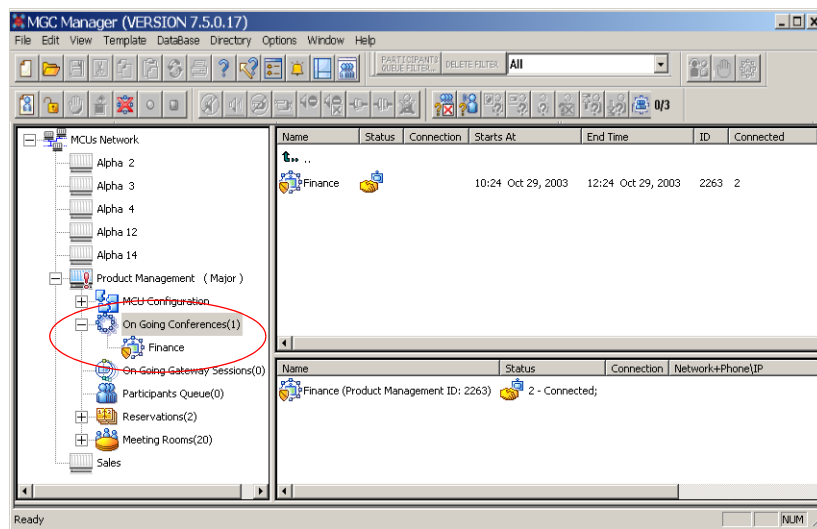 MGC Manager (VERSION 7.5.0.17)
File Edit View Template DataBase Directory Options Window Help
PARTICIPANTS QUEUE FILTER... DELETE FILTER All
0/3
MCUs Network
Alpha 2
Alpha 3
Alpha 4
Alpha 12
Alpha 14
Product Management ( Major )
MCU Configuration
On Going Conferences(1)
Finance
On Going Gateway Sessions(0)
Participants Queue(0)
Reservations(2)
Meeting Rooms(20)
Sales
Name Status Connection Starts At End Time ID Connected
..
Finance 10:24 Oct 29, 2003 12:24 Oct 29, 2003 2263 2
Name Status Connection Network+Phone\IP
Finance (Product Management ID: 2263) 2 - Connected;
Ready NUM